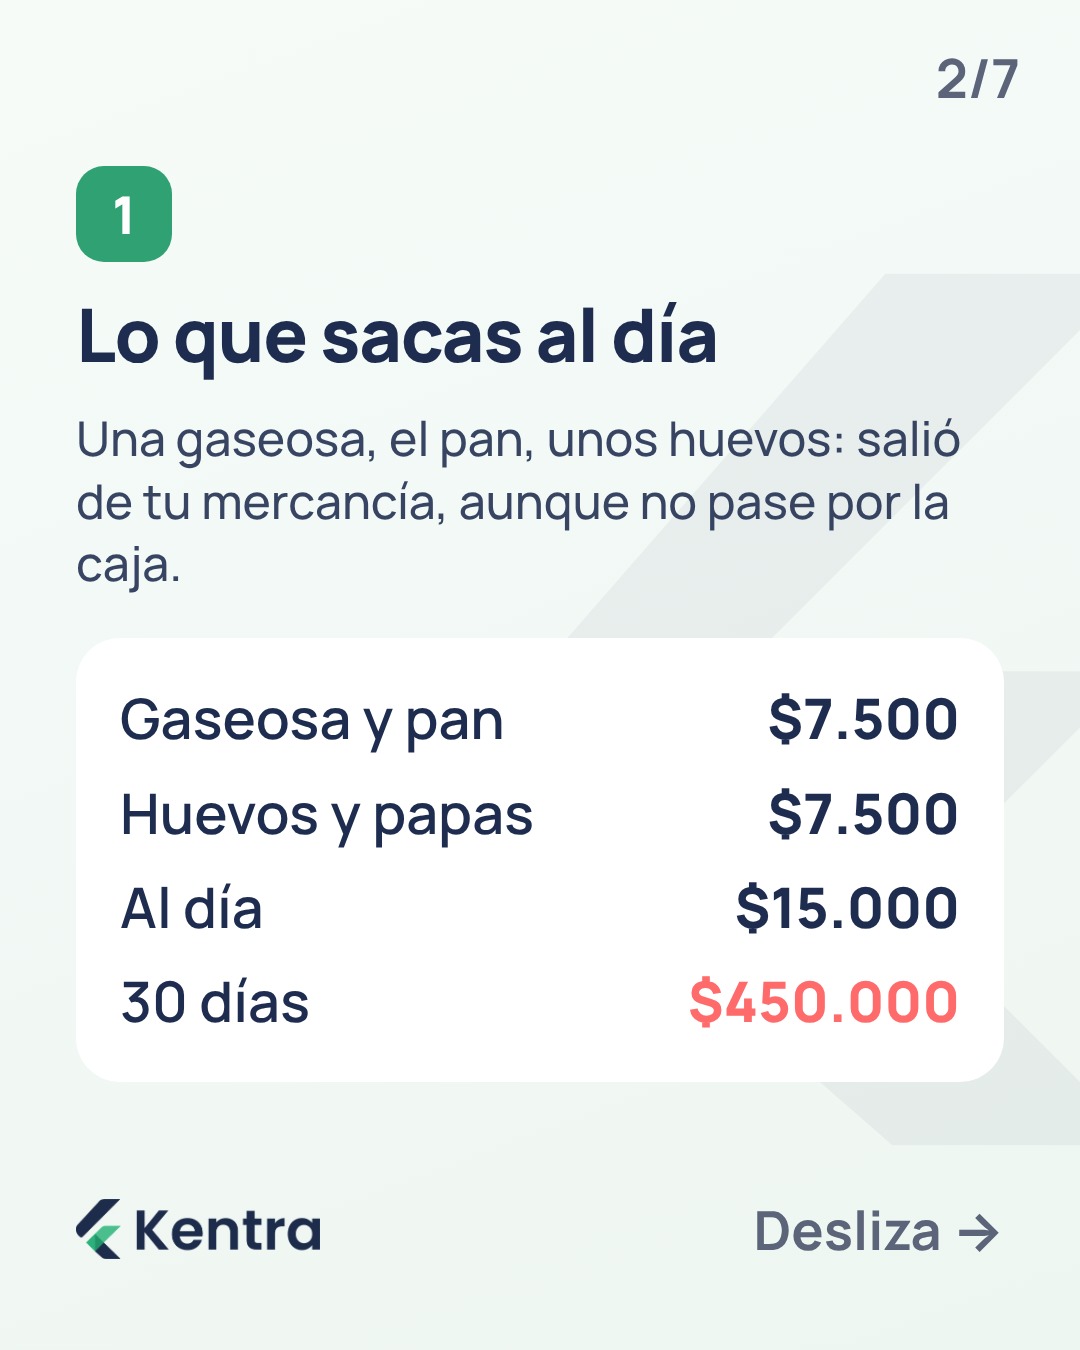 2/7
1
Lo que sacas al día
Una gaseosa, el pan, unos huevos: salió
de tu mercancía, aunque no pase por la
caja.
Gaseosa y pan $7.500
Huevos y papas $7.500
Al día $15.000
30 días $450.000
Kentra
Desliza →